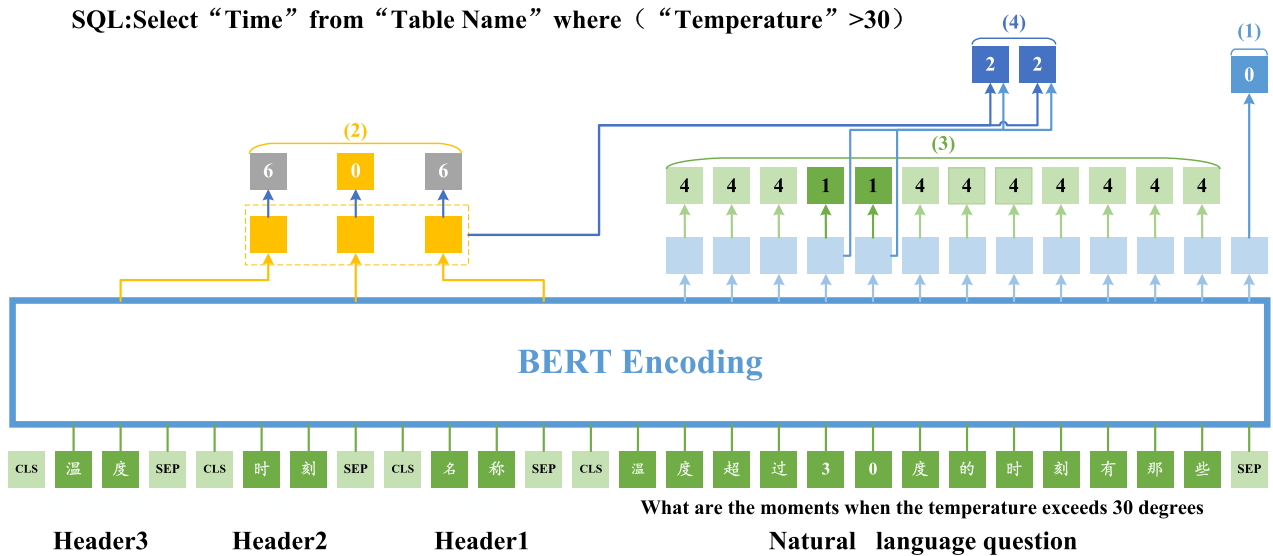 SQL:Select“Time”from“Table Name”where（“Temperature”>30）
(4)
(1)
2 2
0
(2)
(3)
6 0 6
4 4 4 1 1 4 4 4 4 4 4 4
BERT Encoding
CLS 温 度 SEP CLS 时 刻 SEP CLS 名 称 SEP CLS 温 度 超 过 3 0 度 的 时 刻 有 那 些 SEP
What are the moments when the temperature exceeds 30 degrees
Header3 Header2 Header1 Natural language question